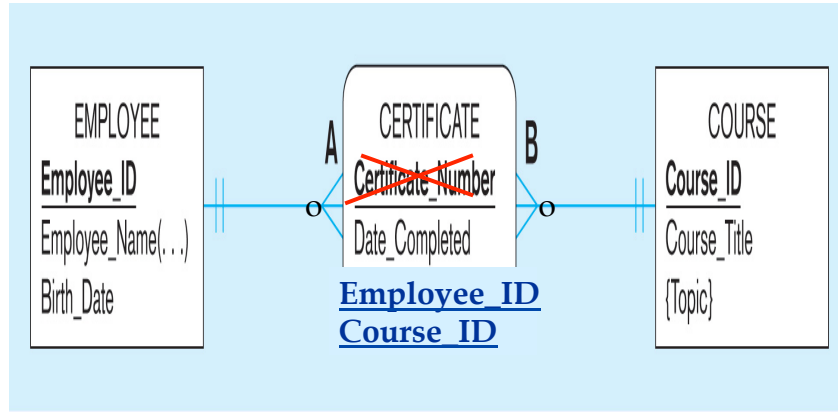 EMPLOYEE
Employee_ID
Employee_Name(. . .)
Birth_Date
A
CERTIFICATE
Certificate_Number
Date_Completed
Employee_ID
Course_ID
B
COURSE
Course_ID
Course_Title
{Topic}